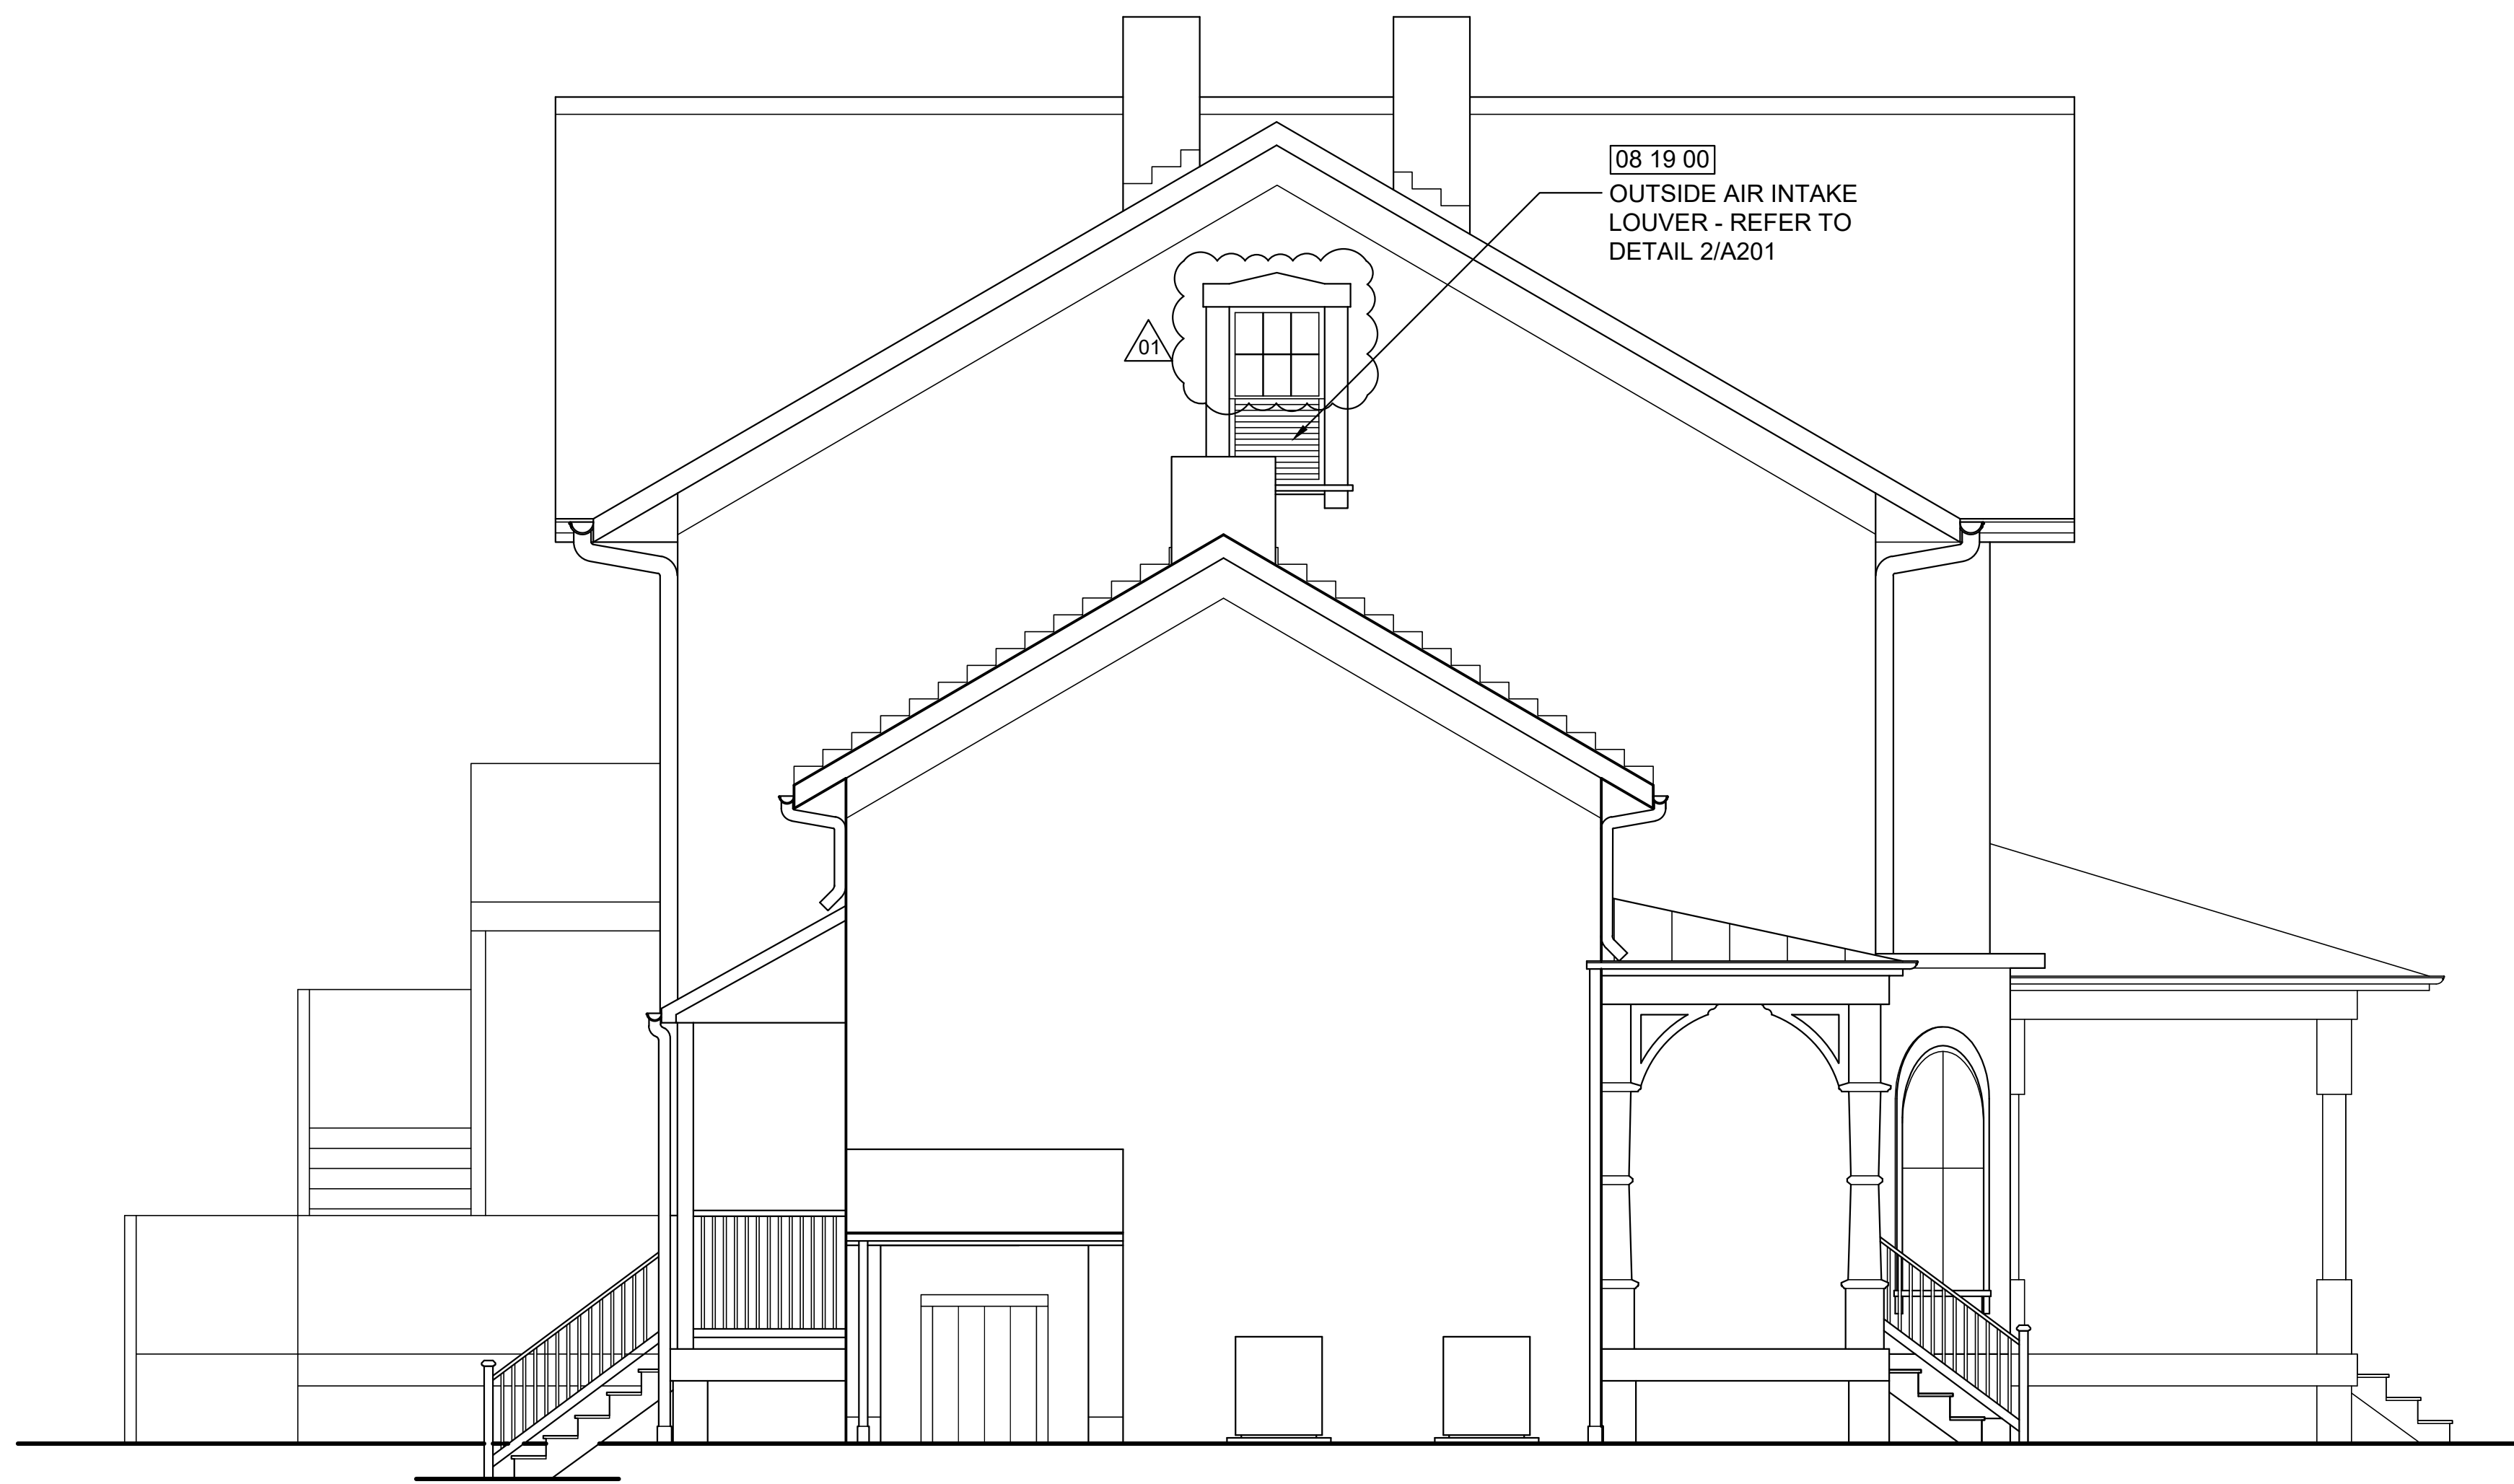 08 19 00
OUTSIDE AIR INTAKE
LOUVER - REFER TO
DETAIL 2/A201
01